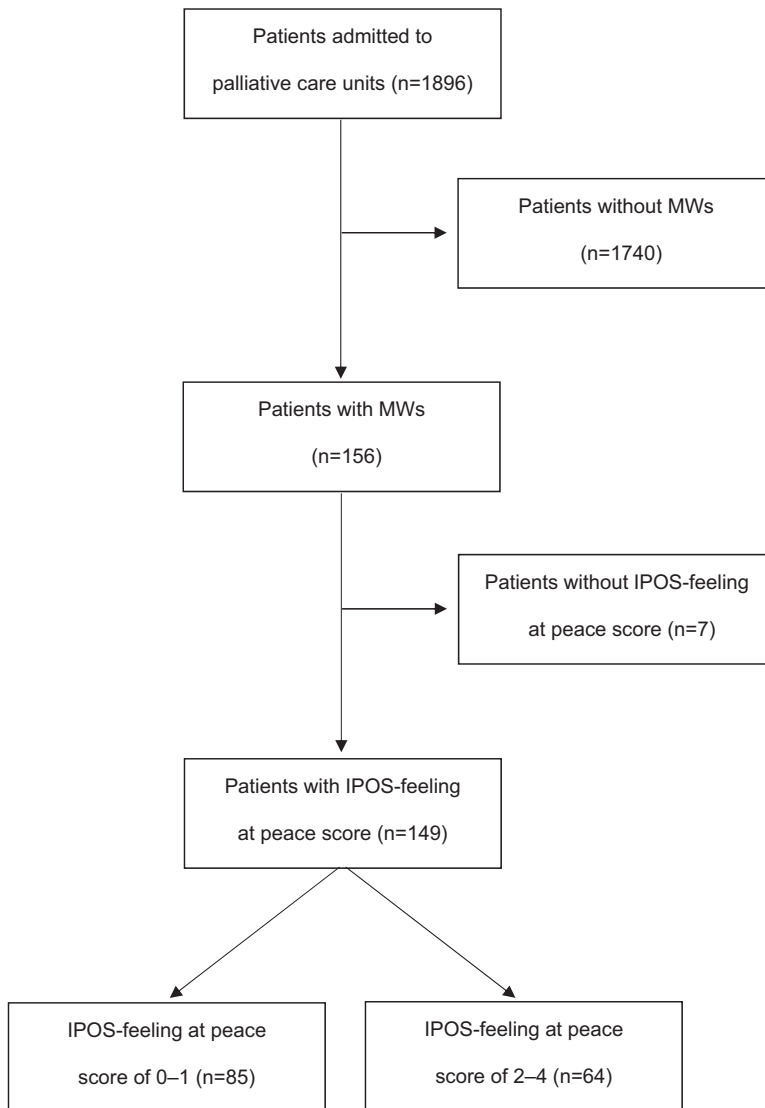 Patients admitted to
palliative care units (n=1896)
Patients without MWs
(n=1740)
Patients with MWs
(n=156)
Patients without IPOS-feeling
at peace score (n=7)
Patients with IPOS-feeling
at peace score (n=149)
IPOS-feeling at peace
score of 0–1 (n=85)
IPOS-feeling at peace
score of 2–4 (n=64)